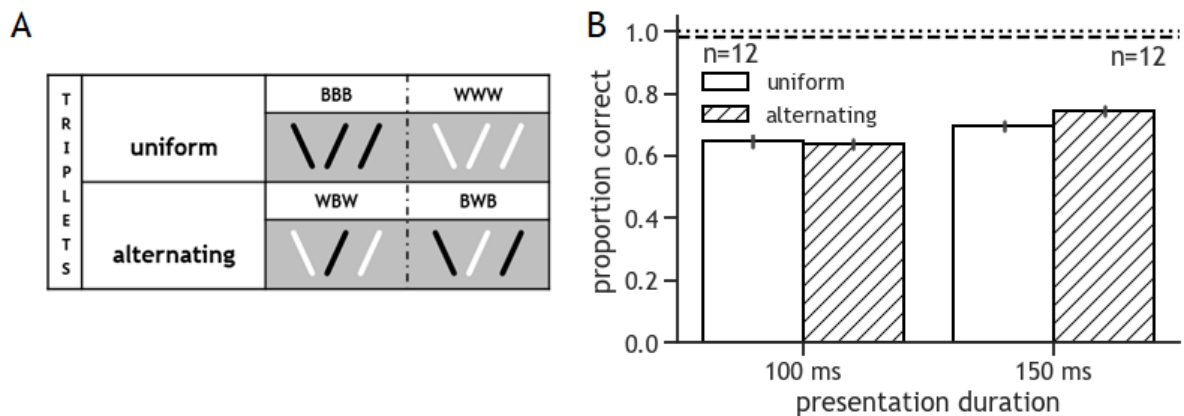 A
TRIPLETS
BBB
WWW
uniform
WBW
BWB
alternating
B
proportion correct
1.0
0.8
0.6
0.4
0.2
0.0
n=12
n=12
uniform
alternating
100 ms
150 ms
presentation duration